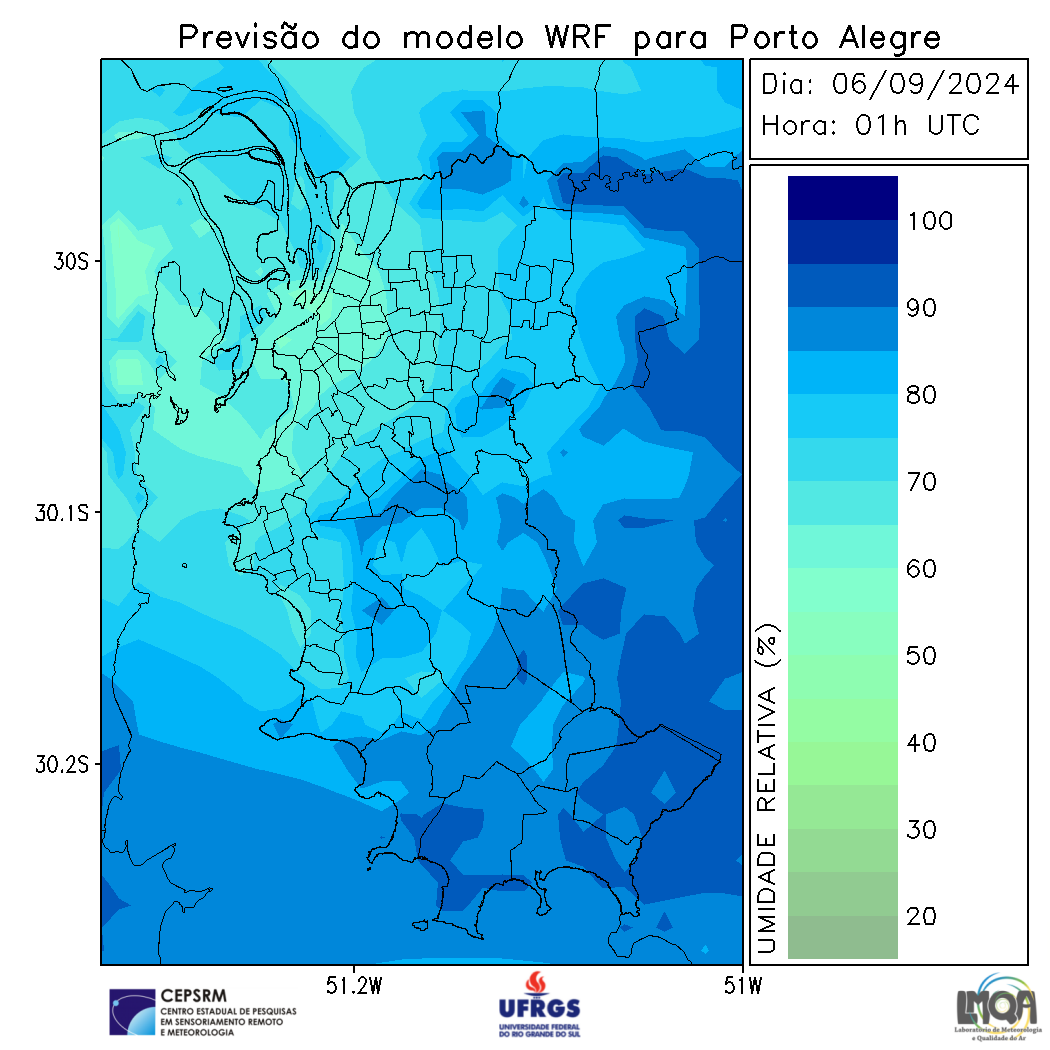 Previsão do modelo WRF para Porto Alegre
Dia: 06/09/2024
Hora: 01h UTC
30S
30.1S
30.2S
51.2W
51W
UMIDADE RELATIVA (%)
100
90
80
70
60
50
40
30
20
CEPSRM
CENTRO ESTADUAL DE PESQUISAS
EM SENSORIAMENTO REMOTO
E METEOROLOGIA
UFRGS
UNIVERSIDADE FEDERAL
DO RIO GRANDE DO SUL
LMQA
Laboratório de Meteorologia
e Qualidade do Ar